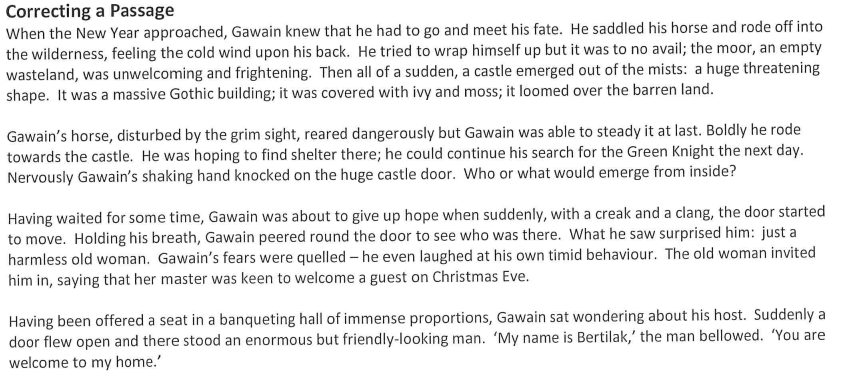 Correcting a Passage
When the New Year approached, Gawain knew that he had to go and meet his fate.  He saddled his horse and rode off into
the wilderness, feeling the cold wind upon his back.  He tried to wrap himself up but it was to no avail; the moor, an empty
wasteland, was unwelcoming and frightening.  Then all of a sudden, a castle emerged out of the mists:  a huge threatening
shape.  It was a massive Gothic building; it was covered with ivy and moss; it loomed over the barren land.

Gawain's horse, disturbed by the grim sight, reared dangerously but Gawain was able to steady it at last. Boldly he rode
towards the castle.  He was hoping to find shelter there; he could continue his search for the Green Knight the next day.
Nervously Gawain's shaking hand knocked on the huge castle door.  Who or what would emerge from inside?

Having waited for some time, Gawain was about to give up hope when suddenly, with a creak and a clang, the door started
to move.  Holding his breath, Gawain peered round the door to see who was there.  What he saw surprised him:  just a
harmless old woman.  Gawain's fears were quelled – he even laughed at his own timid behaviour.  The old woman invited
him in, saying that her master was keen to welcome a guest on Christmas Eve.

Having been offered a seat in a banqueting hall of immense proportions, Gawain sat wondering about his host.  Suddenly a
door flew open and there stood an enormous but friendly-looking man.  'My name is Bertilak,' the man bellowed.  'You are
welcome to my home.'